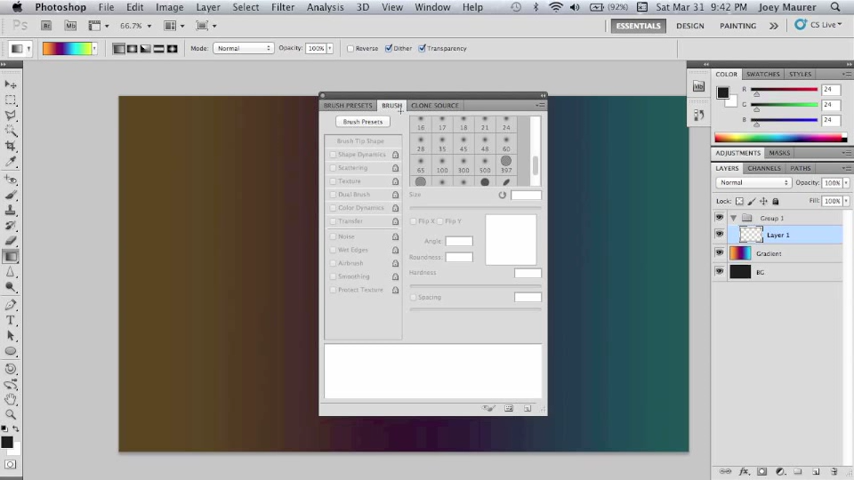 Photoshop File Edit Image Layer Select Filter Analysis 3D View Window Help (92%) Sat Mar 31 9:42 PM Joey Maurer
Ps Br Mb 66.7% ESSENTIALS DESIGN PAINTING >> CS Live
Mode: Normal Opacity: 100% Reverse Dither Transparency
COLOR SWATCHES STYLES
R 24
G 24
B 24
BRUSH PRESETS BRUSH CLONE SOURCE
Brush Presets
Brush Tip Shape
Shape Dynamics
Scattering
Texture
Dual Brush
Color Dynamics
Transfer
Noise
Wet Edges
Airbrush
Smoothing
Protect Texture
16 17 18 21 24
28 35 45 48 60
65 100 300 500 397
Size
Flip X Flip Y
Angle:
Roundness:
Hardness
Spacing
ADJUSTMENTS MASKS
LAYERS CHANNELS PATHS
Normal Opacity: 100%
Lock: Fill: 100%
Group 1
Layer 1
Gradient
BG